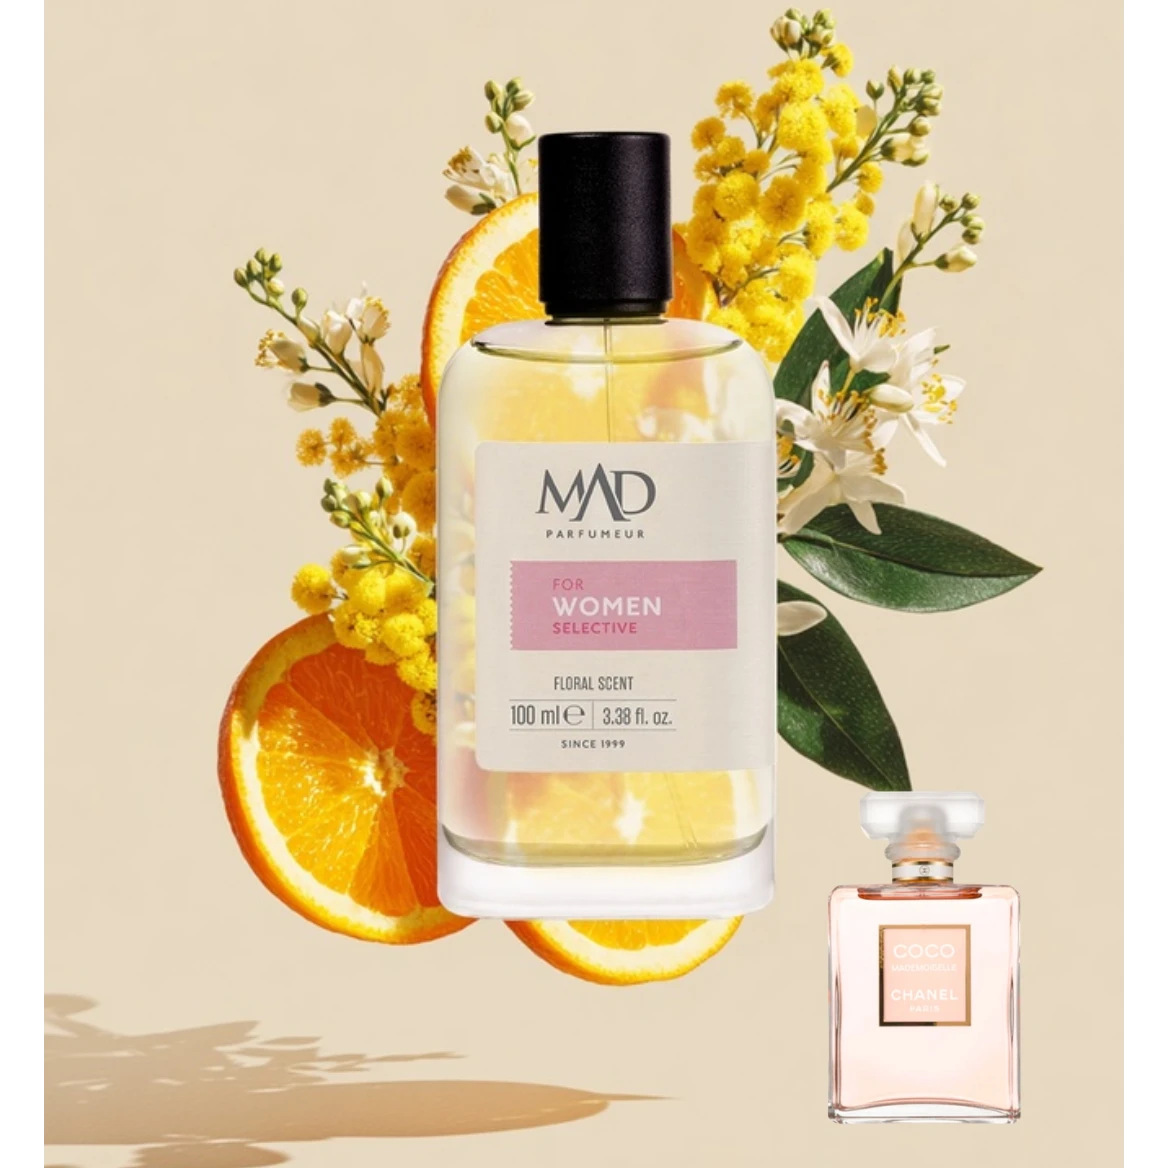 MAD
PARFUMEUR
FOR
WOMEN
SELECTIVE
FLORAL SCENT
100 ml ℮ 3.38 fl. oz.
SINCE 1999
COCO
MADEMOISELLE
CHANEL
PARIS